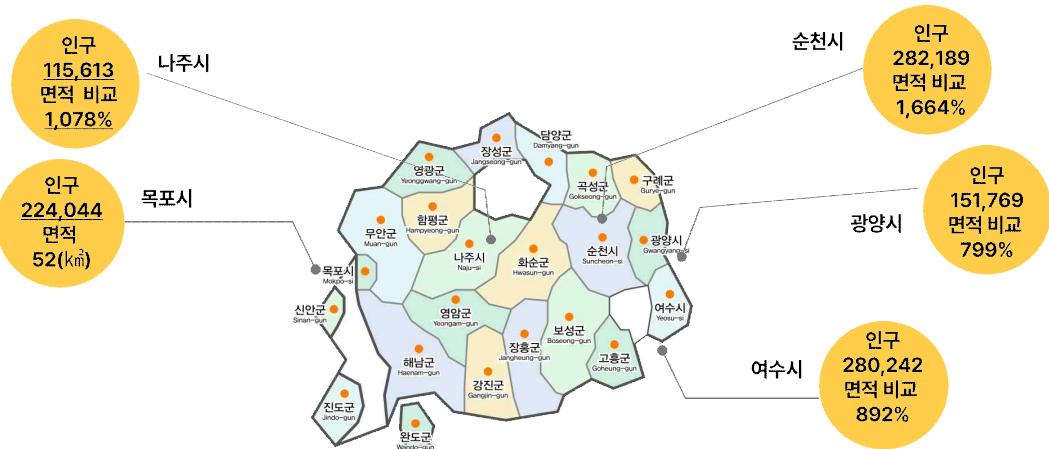 인구
115,613
면적 비교
1,078%
나주시
순천시
인구
282,189
면적 비교
1,664%
인구
224,044
면적
52(㎢)
목포시
인구
151,769
면적 비교
799%
광양시
여수시
인구
280,242
면적 비교
892%
영광군
Yeonggwang-gun
장성군
Jangseong-gun
담양군
Damyang-gun
곡성군
Gokseong-gun
구례군
Gurye-gun
함평군
Hampyeong-gun
무안군
Muan-gun
나주시
Naju-si
화순군
Hwasun-gun
순천시
Suncheon-si
광양시
Gwangyang-si
목포시
Mokpo-si
여수시
Yeosu-si
신안군
Sinan-gun
영암군
Yeongam-gun
보성군
Boseong-gun
장흥군
Jangheung-gun
고흥군
Goheung-gun
해남군
Haenam-gun
강진군
Gangjin-gun
진도군
Jindo-gun
완도군
Wando-gun